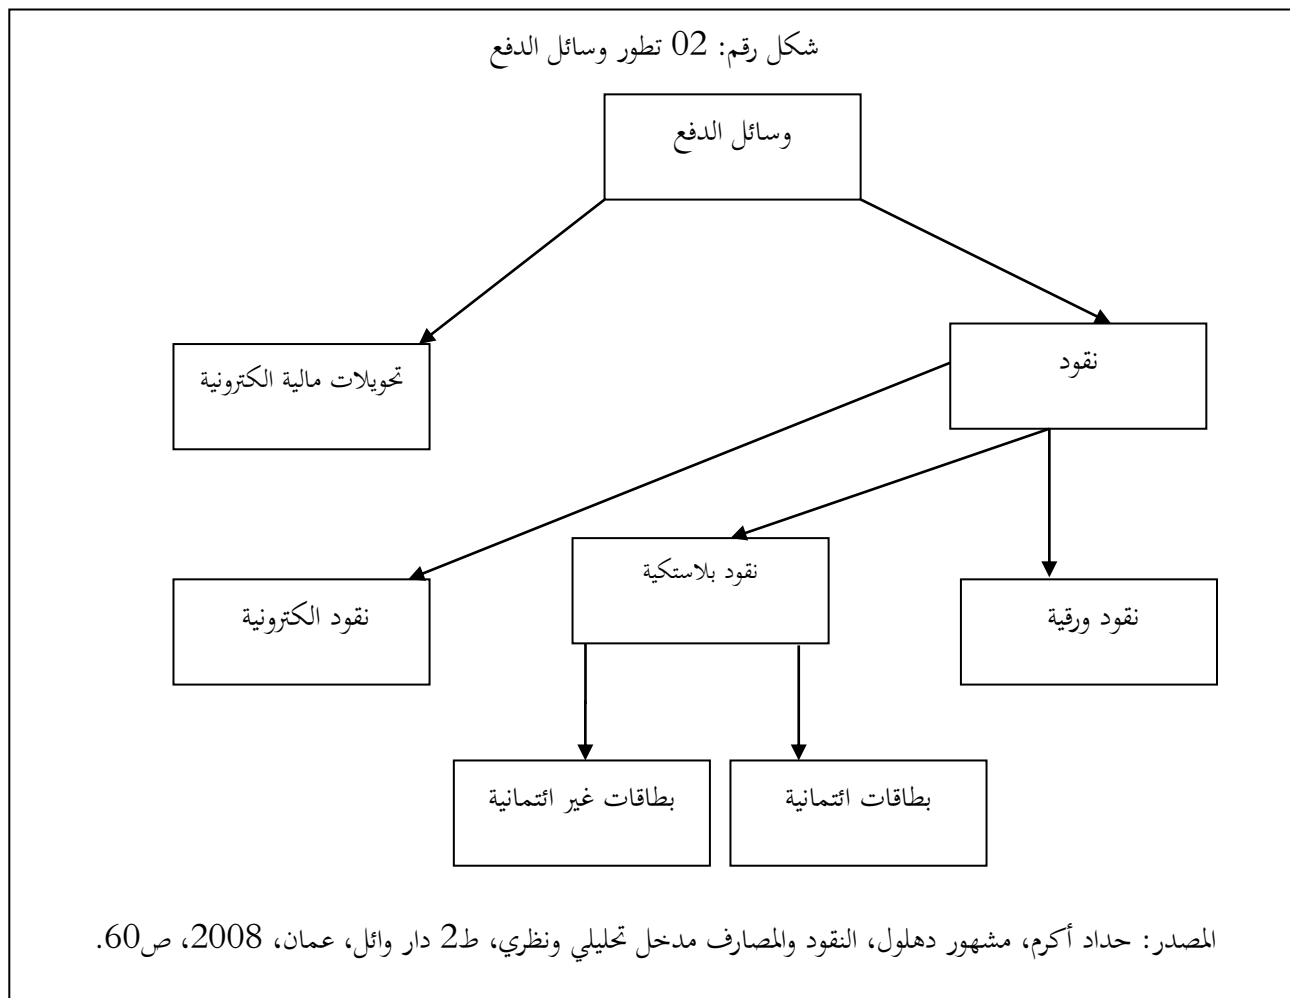 شكل رقم: 02 تطور وسائل الدفع
وسائل الدفع
نقود
تحويلات مالية الكترونية
نقود ورقية
نقود بلاستكية
نقود الكترونية
بطاقات ائتمانية
بطاقات غير ائتمانية
المصدر: حداد أكرم، مشهور دهلول، النقود والمصارف مدخل تحليلي ونظري، ط2 دار وائل، عمان، 2008، ص60.